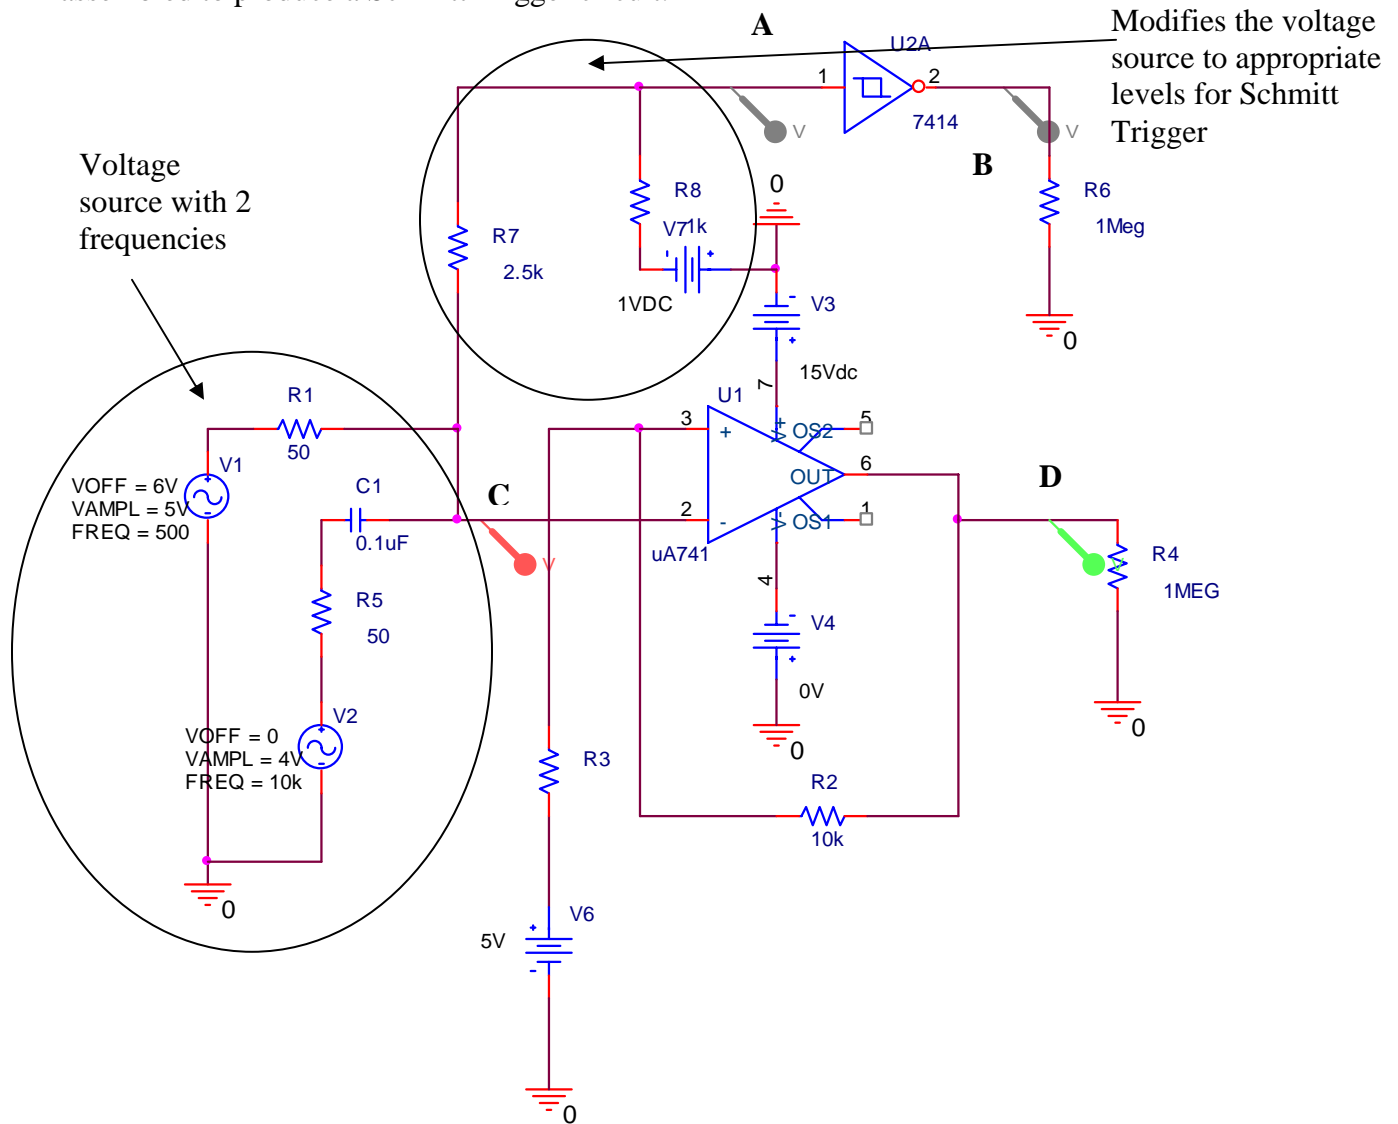 A
Modifies the voltage
source to appropriate
levels for Schmitt
Trigger
U2A
1
2
7414
V
V
B
Voltage
source with 2
frequencies
R8
1k
0
R6
1Meg
R7
2.5k
V7
1VDC
V3
15Vdc
0
R1
50
U1
7
3
+
V+
OS2
5
V1
VOFF = 6V
VAMPL = 5V
FREQ = 500
C1
0.1uF
C
OUT
6
D
2
-
V-
OS1
1
uA741
V
V
R4
1MEG
R5
50
4
V4
0V
0
0
V2
VOFF = 0
VAMPL = 4V
FREQ = 10k
R3
R2
10k
0
V6
5V
0